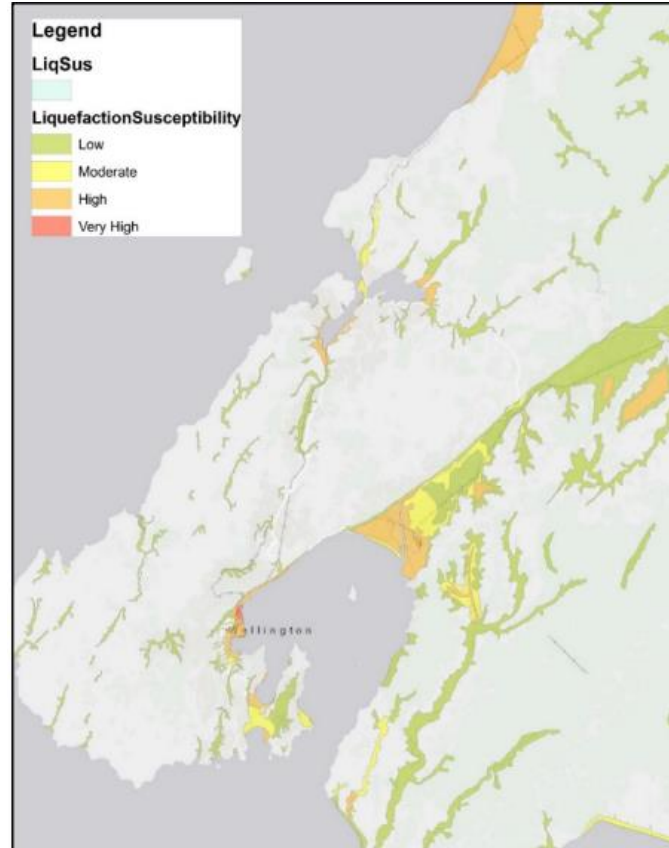 Legend
LiqSus
LiquefactionSusceptibility
Low
Moderate
High
Very High
Wellington